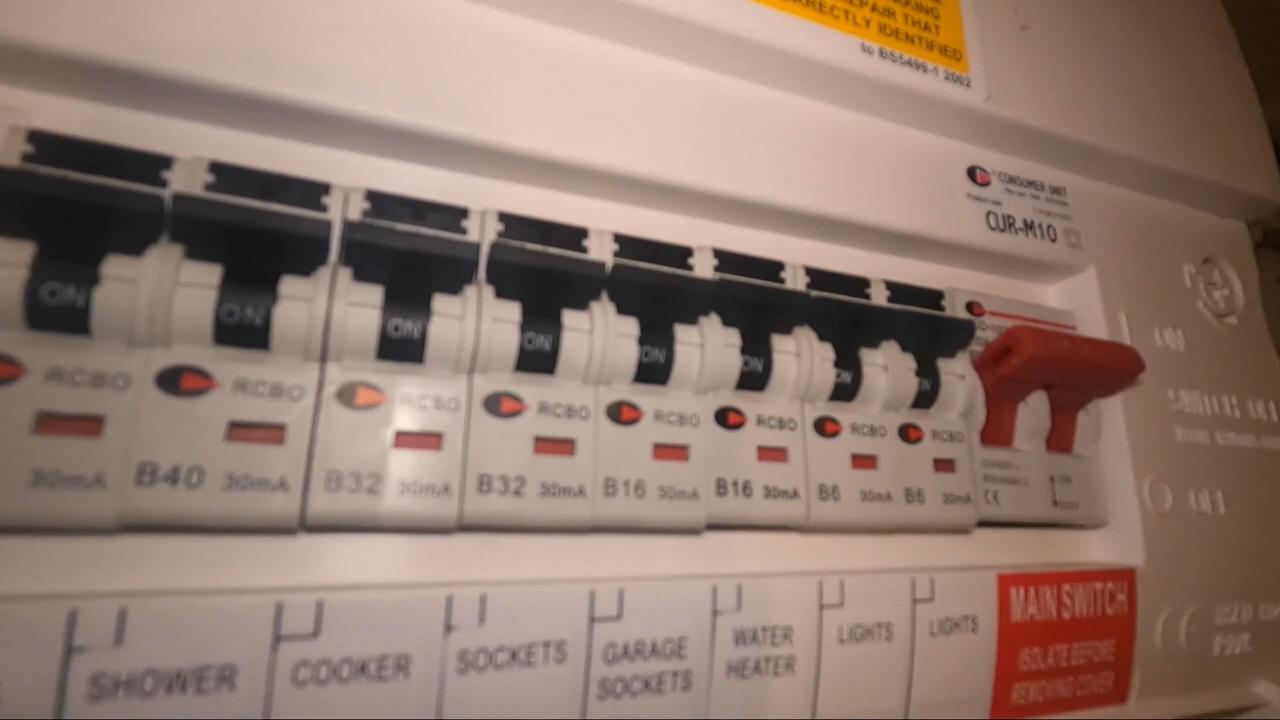 AKING
EPAIR THAT
RRECTLY IDENTIFIED
to BS5499-1 2002
CONSUMER UNIT
CUR-M10
ON ON ON ON ON ON ON ON
RCBO RCBO RCBO RCBO RCBO RCBO RCBO RCBO
30mA B40 30mA B32 30mA B32 30mA B16 30mA B16 30mA B6 30mA B6 30mA
CE
SHOWER
COOKER
SOCKETS
GARAGE
SOCKETS
WATER
HEATER
LIGHTS
LIGHTS
MAIN SWITCH
ISOLATE BEFORE
REMOVING COVER